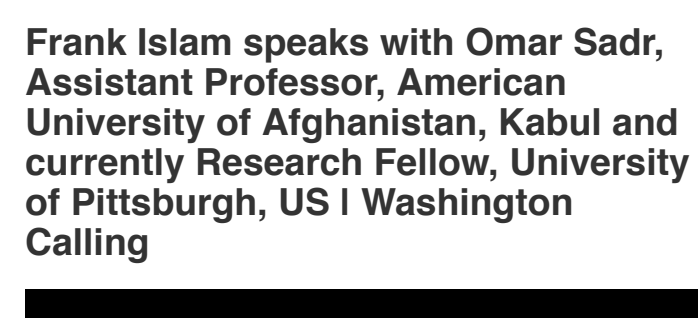 Frank Islam speaks with Omar Sadr,
Assistant Professor, American
University of Afghanistan, Kabul and
currently Research Fellow, University
of Pittsburgh, US | Washington
Calling